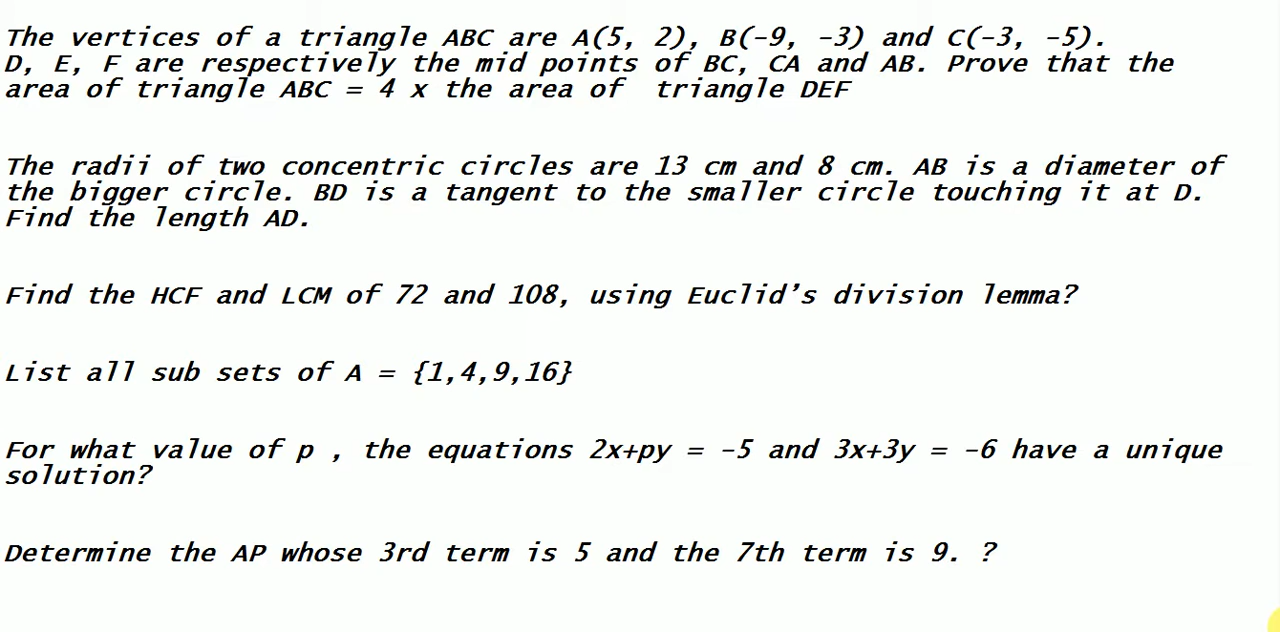 The vertices of a triangle ABC are A(5, 2), B(-9, -3) and C(-3, -5).
D, E, F are respectively the mid points of BC, CA and AB. Prove that the
area of triangle ABC = 4 x the area of  triangle DEF
The radii of two concentric circles are 13 cm and 8 cm. AB is a diameter of
the bigger circle. BD is a tangent to the smaller circle touching it at D.
Find the length AD.
Find the HCF and LCM of 72 and 108, using Euclid’s division lemma?
List all sub sets of A = {1,4,9,16}
For what value of p , the equations 2x+py = -5 and 3x+3y = -6 have a unique
solution?
Determine the AP whose 3rd term is 5 and the 7th term is 9. ?